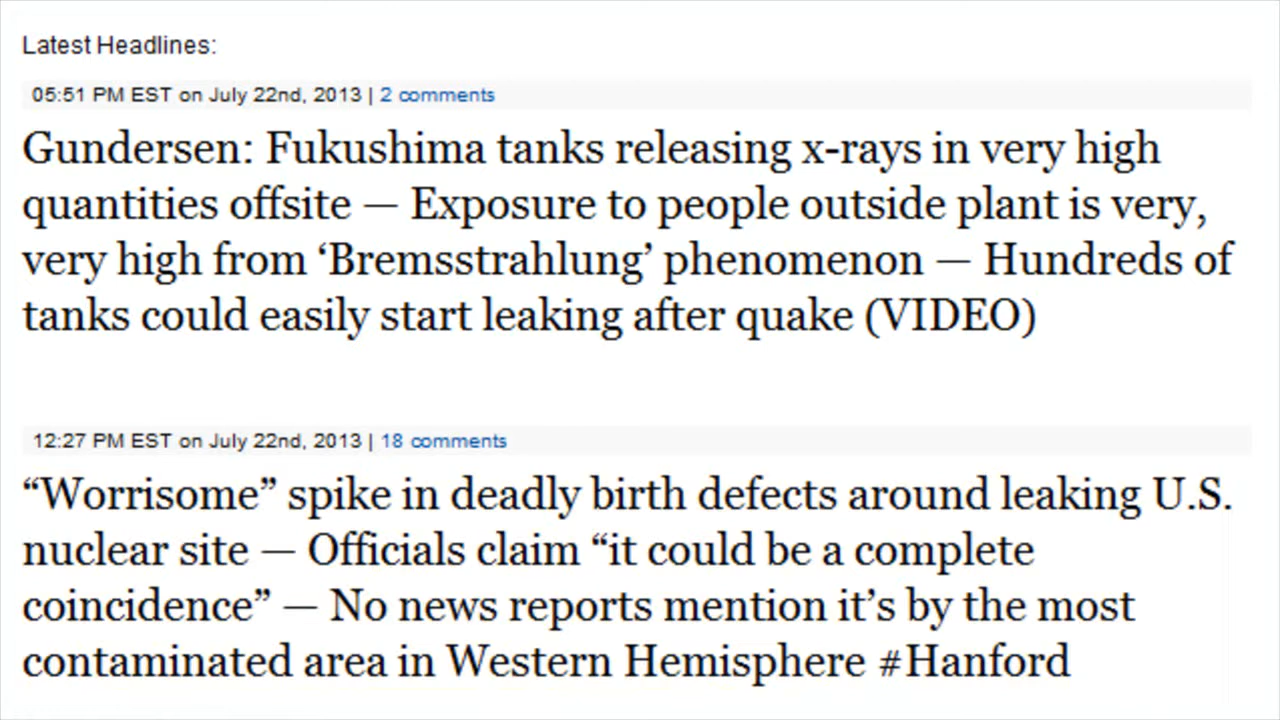 Latest Headlines:
05:51 PM EST on July 22nd, 2013 | 2 comments
Gundersen: Fukushima tanks releasing x-rays in very high
quantities offsite — Exposure to people outside plant is very,
very high from ‘Bremsstrahlung’ phenomenon — Hundreds of
tanks could easily start leaking after quake (VIDEO)
12:27 PM EST on July 22nd, 2013 | 18 comments
“Worrisome” spike in deadly birth defects around leaking U.S.
nuclear site — Officials claim “it could be a complete
coincidence” — No news reports mention it’s by the most
contaminated area in Western Hemisphere #Hanford